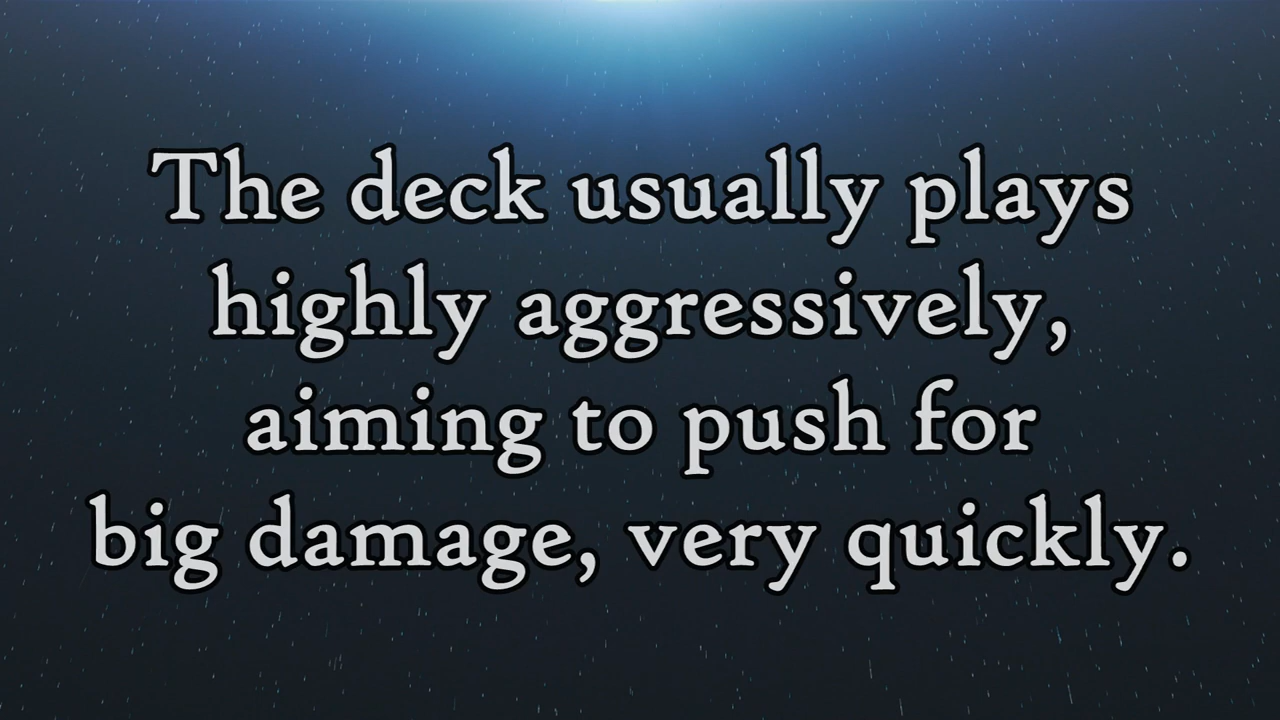 The deck usually plays
highly aggressively,
aiming to push for
big damage, very quickly.